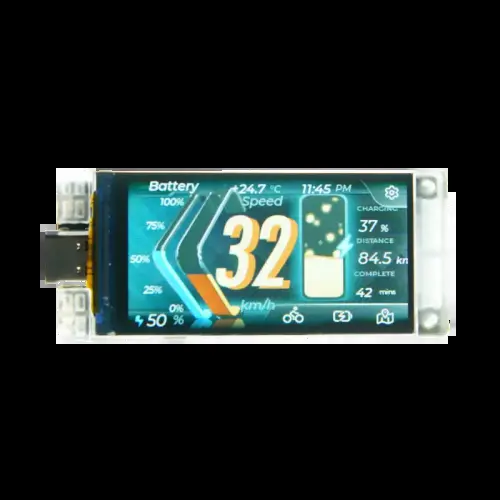 Battery
+24.7 °C
11:45 PM
100%
75%
50%
25%
0%
50 %
Speed
32
km/h
CHARGING
37 %
DISTANCE
84.5 km
COMPLETE
42 mins